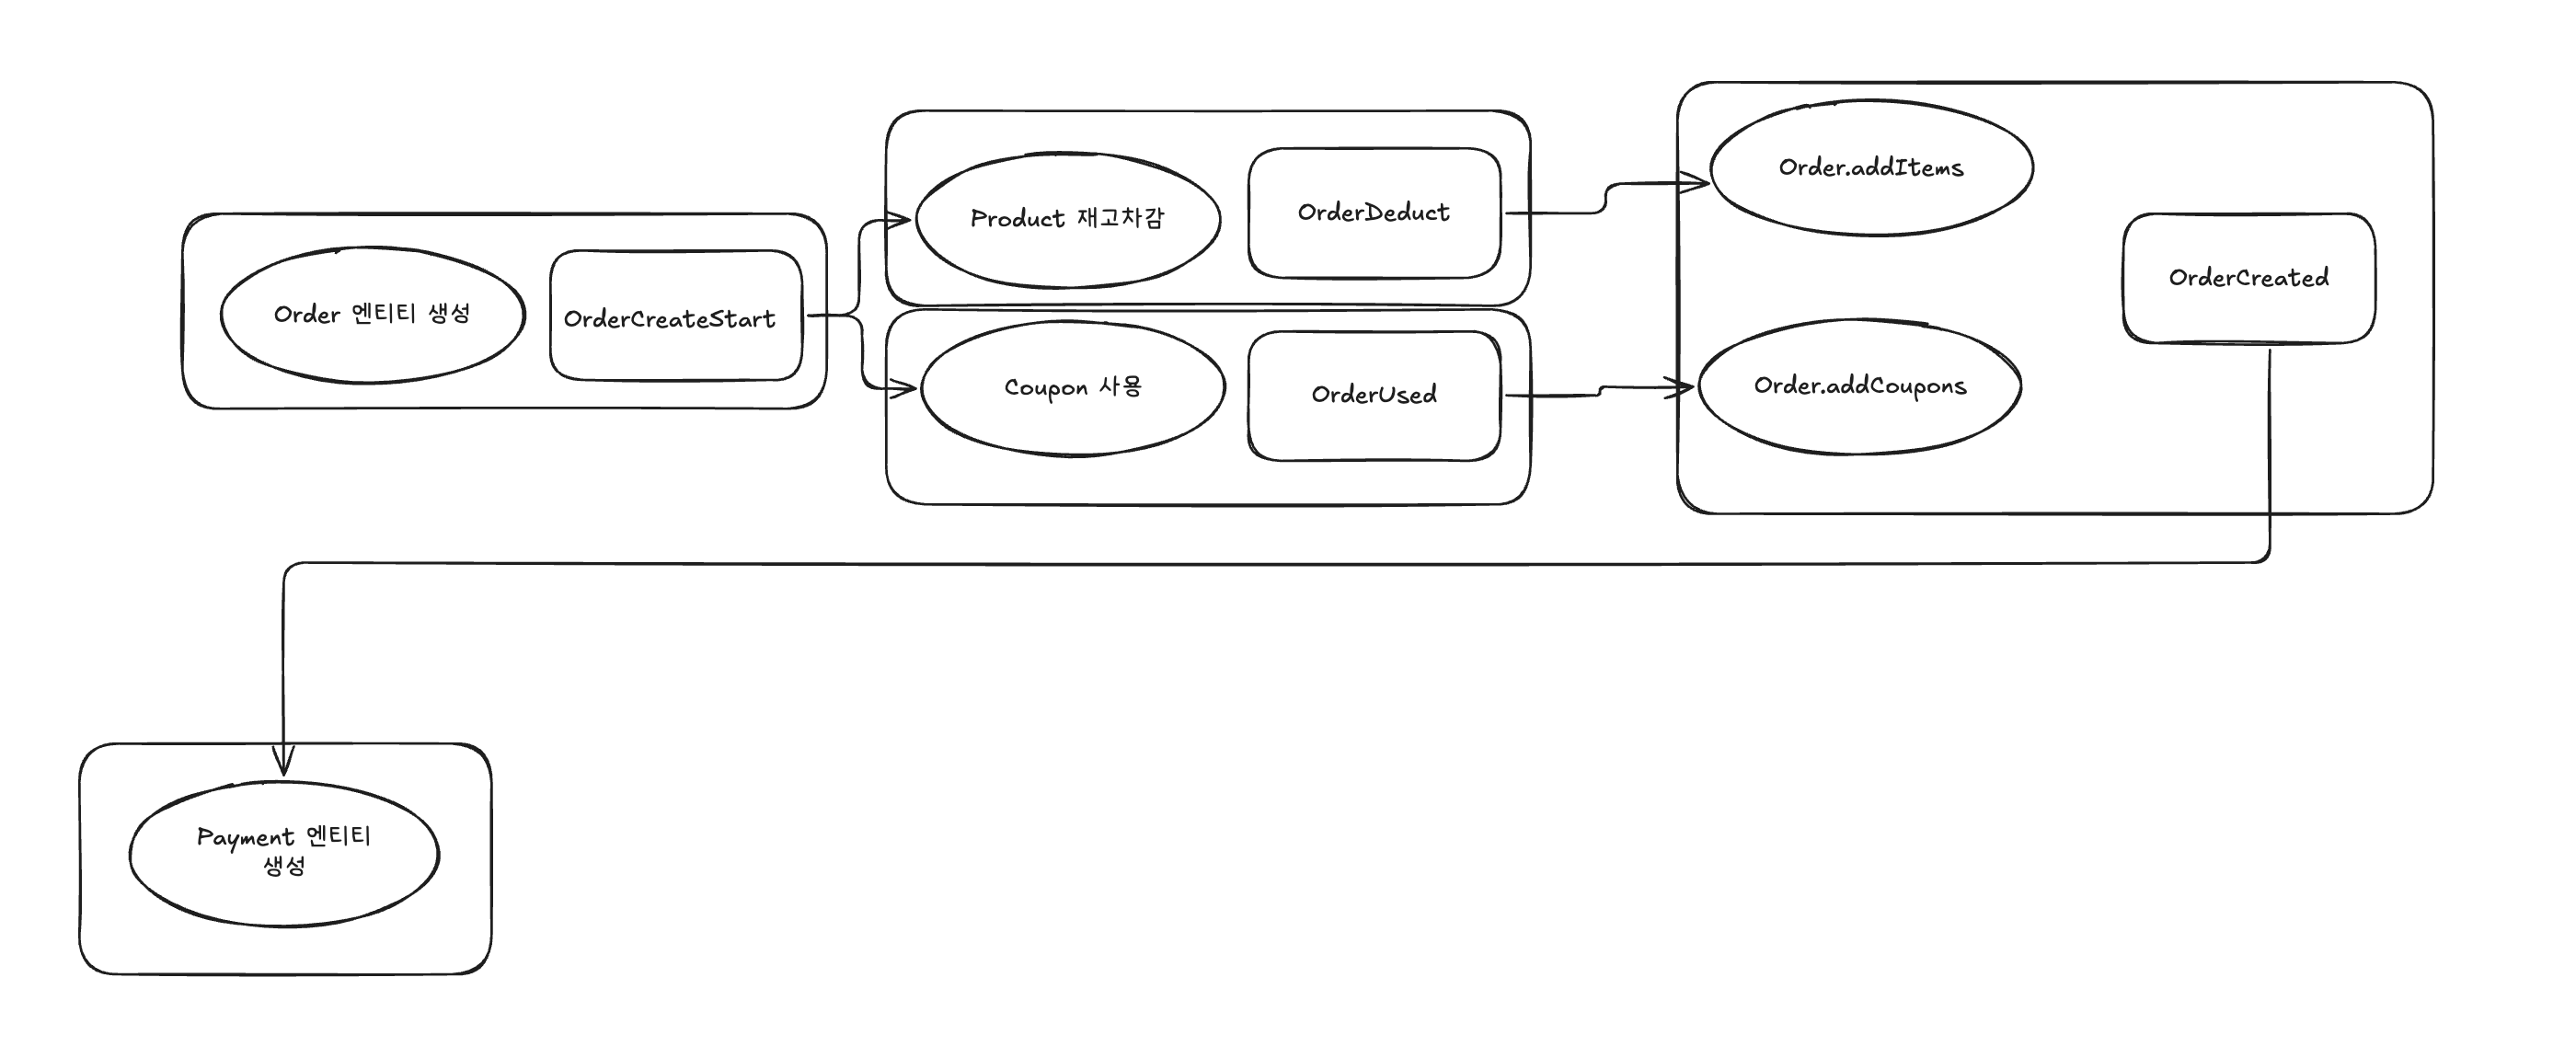 Order 엔티티 생성
OrderCreateStart
Product 재고차감
OrderDeduct
Coupon 사용
OrderUsed
Order.addItems
Order.addCoupons
OrderCreated
Payment 엔티티
생성